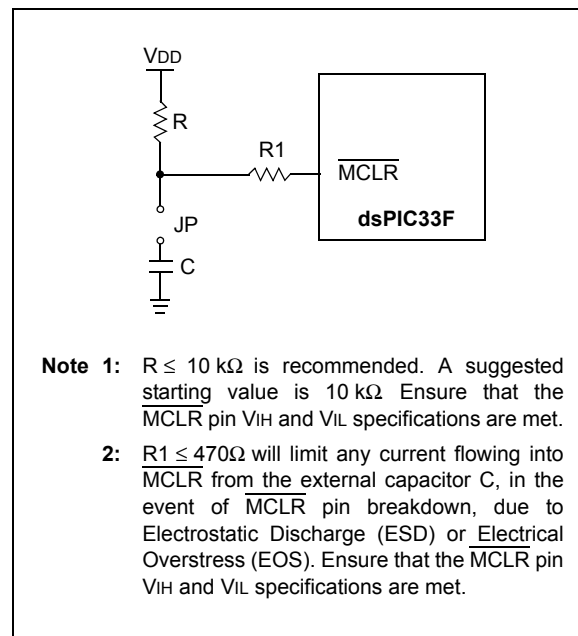 VDD
R
R1
MCLR
dsPIC33F
JP
C
Note 1: R ≤ 10 kΩ is recommended. A suggested
starting value is 10 kΩ Ensure that the
MCLR pin VIH and VIL specifications are met.
2: R1 ≤ 470Ω will limit any current flowing into
MCLR from the external capacitor C, in the
event of MCLR pin breakdown, due to
Electrostatic Discharge (ESD) or Electrical
Overstress (EOS). Ensure that the MCLR pin
VIH and VIL specifications are met.